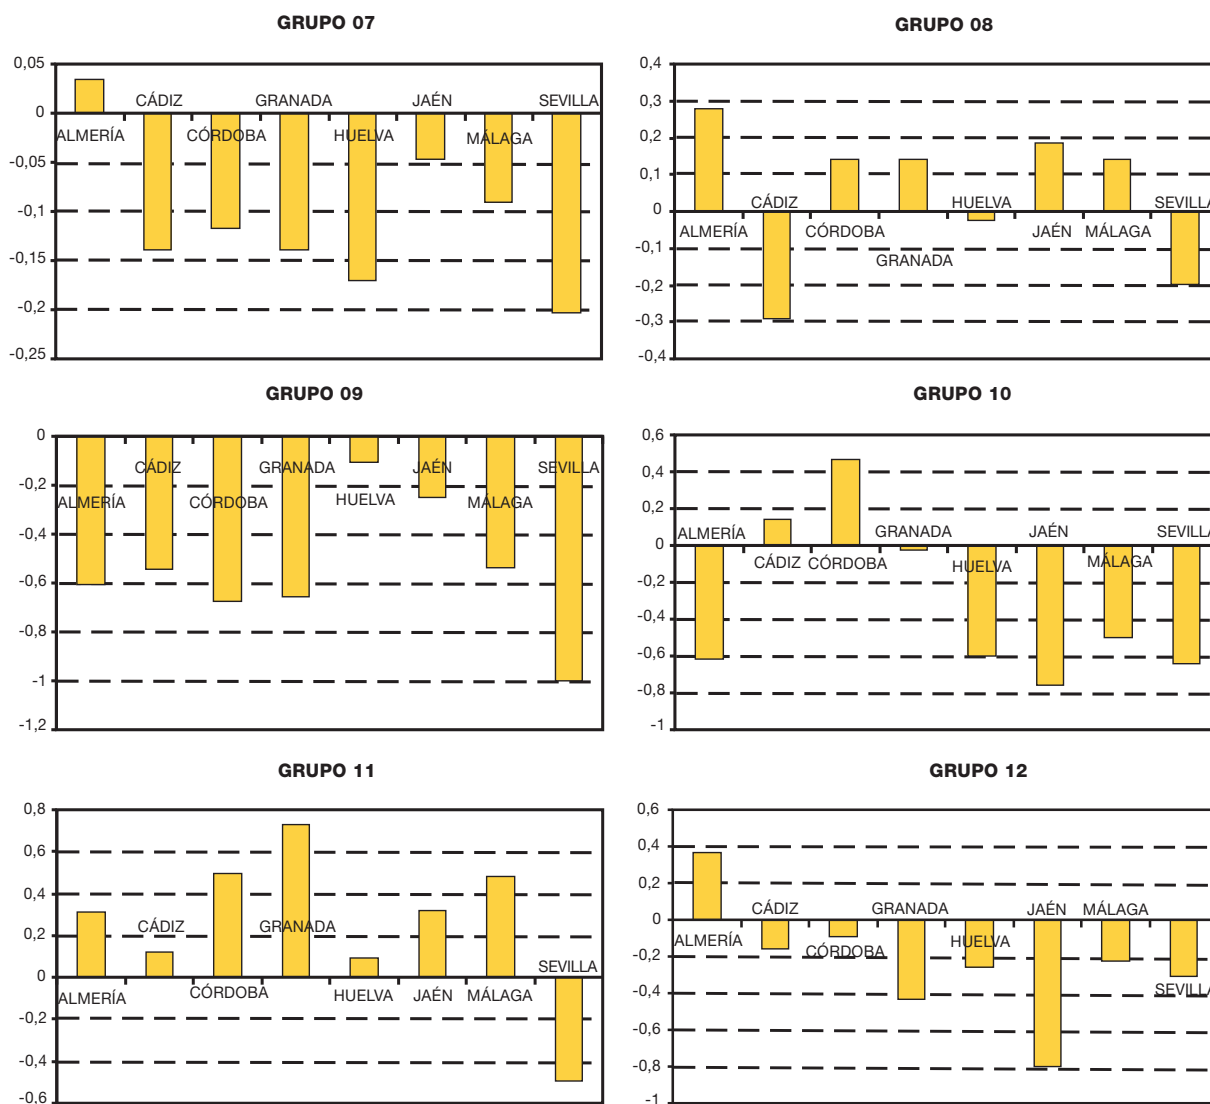 GRUPO 07
0,05
0
-0,05
-0,1
-0,15
-0,2
-0,25
CÁDIZ
GRANADA
JAÉN
SEVILLA
ALMERÍA
CÓRDOBA
HUELVA
MÁLAGA
GRUPO 08
0,4
0,3
0,2
0,1
0
-0,1
-0,2
-0,3
-0,4
CÁDIZ
HUELVA
SEVILLA
ALMERÍA
CÓRDOBA
JAÉN
MÁLAGA
GRANADA
GRUPO 09
0
-0,2
-0,4
-0,6
-0,8
-1
-1,2
CÁDIZ
GRANADA
JAÉN
SEVILLA
ALMERÍA
CÓRDOBA
HUELVA
MÁLAGA
GRUPO 10
0,6
0,4
0,2
0
-0,2
-0,4
-0,6
-0,8
-1
ALMERÍA
GRANADA
JAÉN
SEVILLA
CÁDIZ
CÓRDOBA
HUELVA
MÁLAGA
GRUPO 11
0,8
0,6
0,4
0,2
0
-0,2
-0,4
-0,6
CÁDIZ
GRANADA
SEVILLA
ALMERÍA
CÓRDOBA
HUELVA
JAÉN
MÁLAGA
GRUPO 12
0,6
0,4
0,2
0
-0,2
-0,4
-0,6
-0,8
-1
CÁDIZ
GRANADA
JAÉN
MÁLAGA
ALMERÍA
CÓRDOBA
HUELVA
SEVILLA